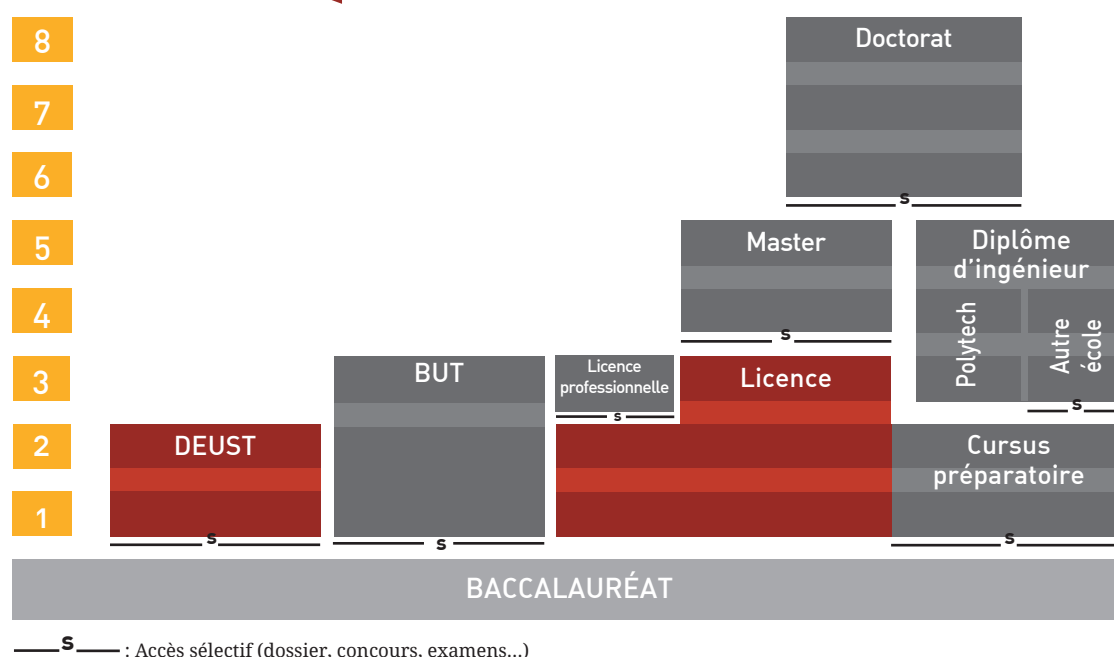 8
Doctorat
7
6
S
5
Master
Diplôme
d'ingénieur
4
Polytech
Autre
école
S
3
BUT
Licence
professionnelle
Licence
S
S
2
DEUST
Cursus
préparatoire
1
S
S
S
BACCALAURÉAT
S : Accès sélectif (dossier, concours, examens...)